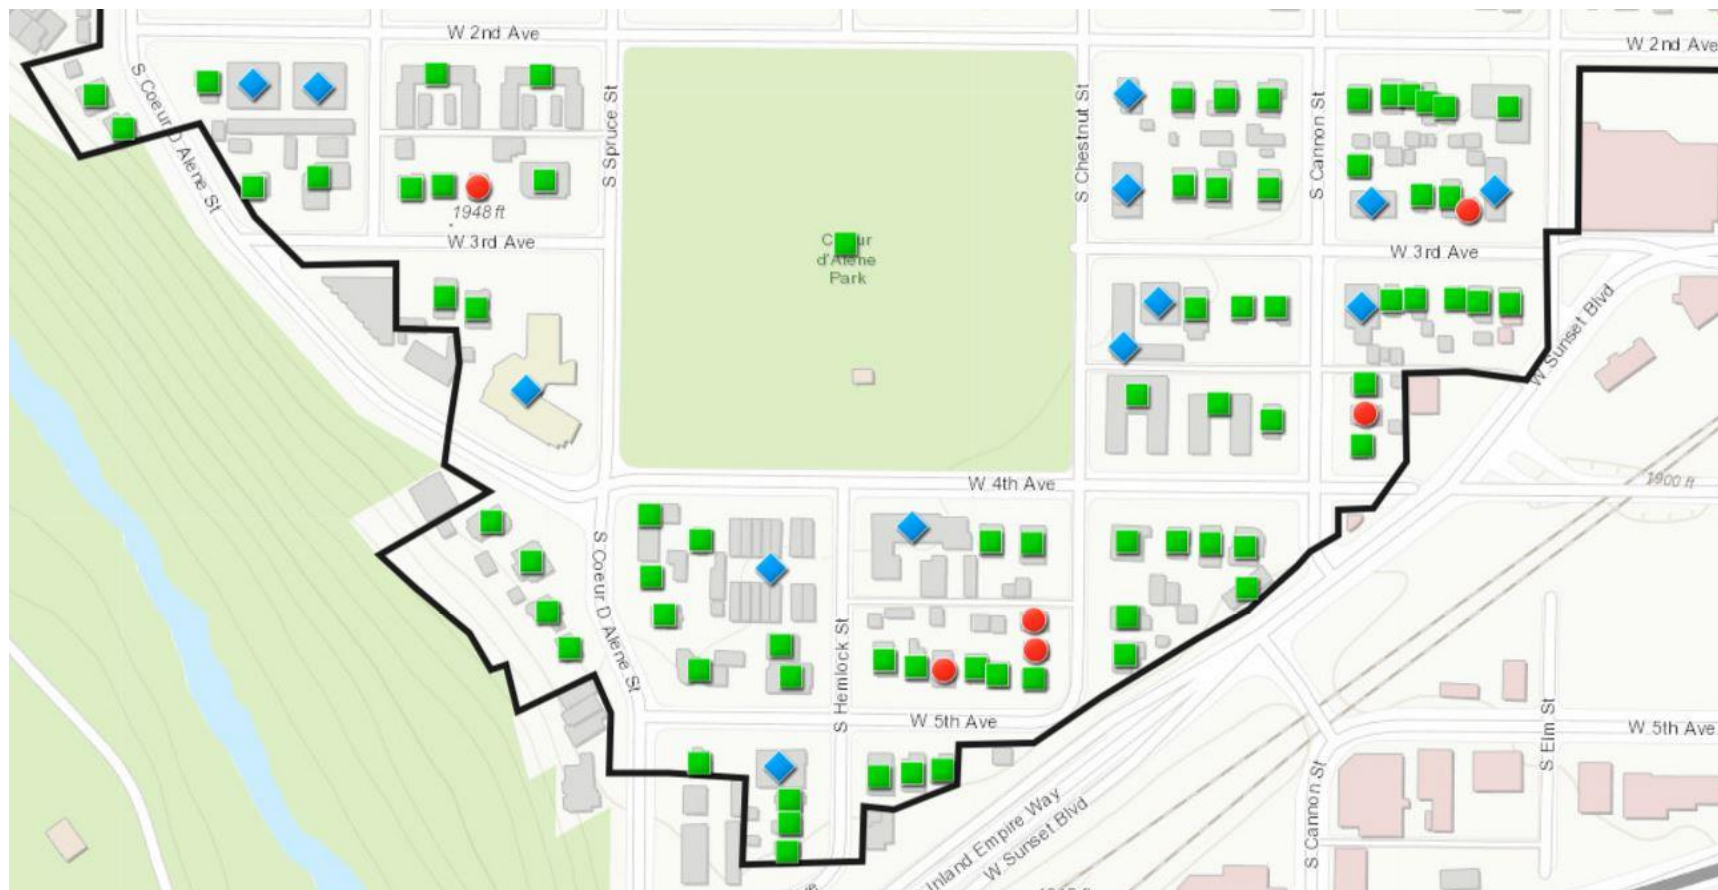 W 2nd Ave
W 2nd Ave
S Coeur D Alene St
S Spruce St
S Chestnut St
S Cannon St
1948 ft
W 3rd Ave
d'Alene
Park
W 3rd Ave
W Sunset Blvd
W 4th Ave
1900 ft
S Coeur D Alene St
S Hemlock St
W 5th Ave
S Elm St
W 5th Ave
S Cannon St
Inland Empire Way
W Sunset Blvd